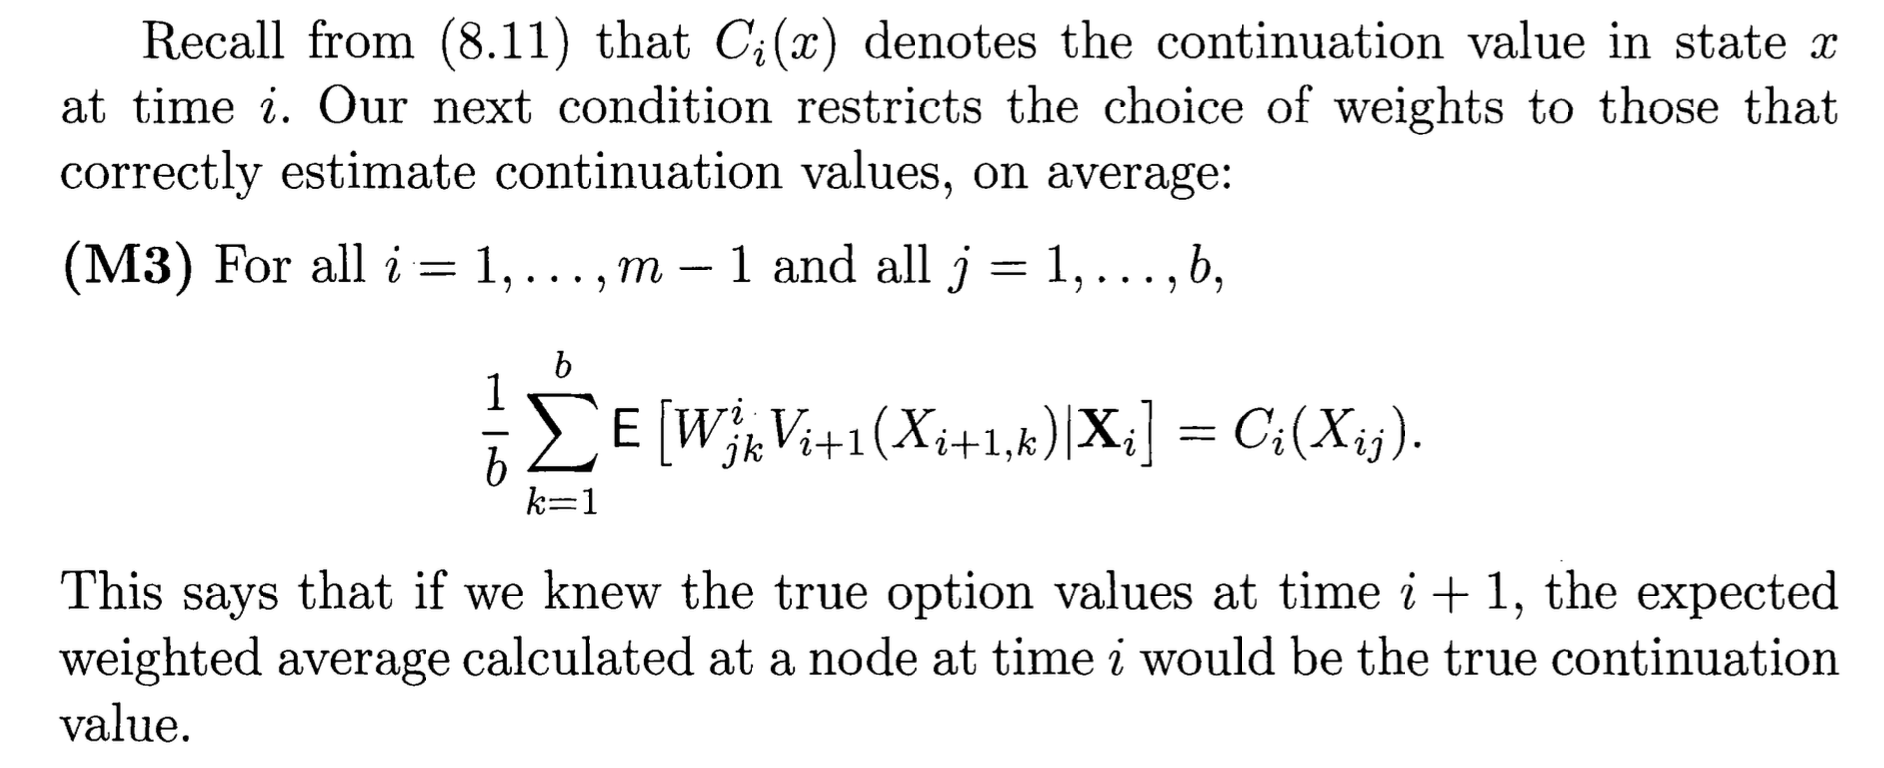 Recall from (8.11) that $C_i(x)$ denotes the continuation value in state $x$
at time $i$. Our next condition restricts the choice of weights to those that
correctly estimate continuation values, on average:
**(M3)** For all $i = 1, \ldots, m - 1$ and all $j = 1, \ldots, b$,
$$\frac{1}{b} \sum_{k=1}^{b} \mathsf{E}\left[W^i_{jk} V_{i+1}(X_{i+1,k}) | \mathbf{X}_i\right] = C_i(X_{ij}).$$
This says that if we knew the true option values at time $i + 1$, the expected
weighted average calculated at a node at time $i$ would be the true continuation
value.